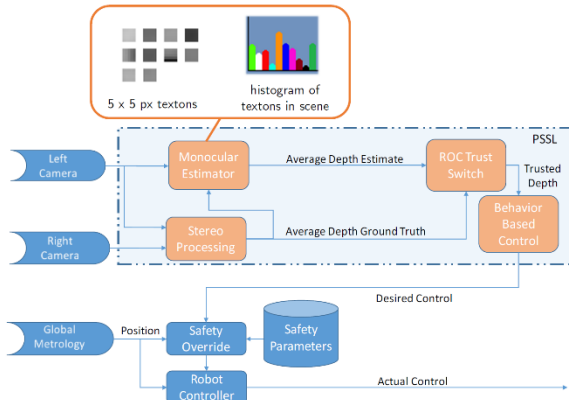 5 x 5 px textons
histogram of
textons in scene
PSSL
Left
Camera
Monocular
Estimator
Average Depth Estimate
ROC Trust
Switch
Trusted
Depth
Right
Camera
Stereo
Processing
Average Depth Ground Truth
Behavior
Based
Control
Desired Control
Global
Metrology
Position
Safety
Override
Safety
Parameters
Robot
Controller
Actual Control